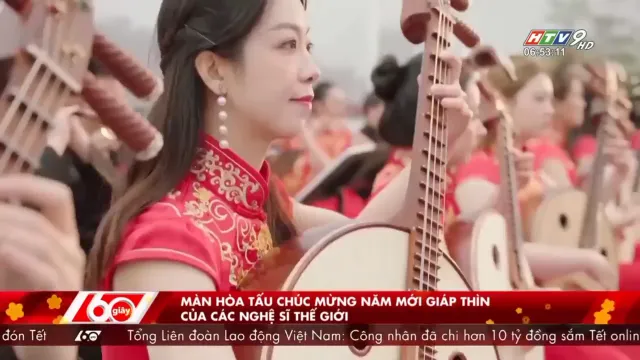 HTV9 HD
06:53:11
60 giây
MÀN HÒA TẤU CHÚC MỪNG NĂM MỚI GIÁP THÌN
CỦA CÁC NGHỆ SĨ THẾ GIỚI
đón Tết 60 Tổng Liên đoàn Lao động Việt Nam: Công nhân đã chi hơn 10 tỷ đồng sắm Tết onlin